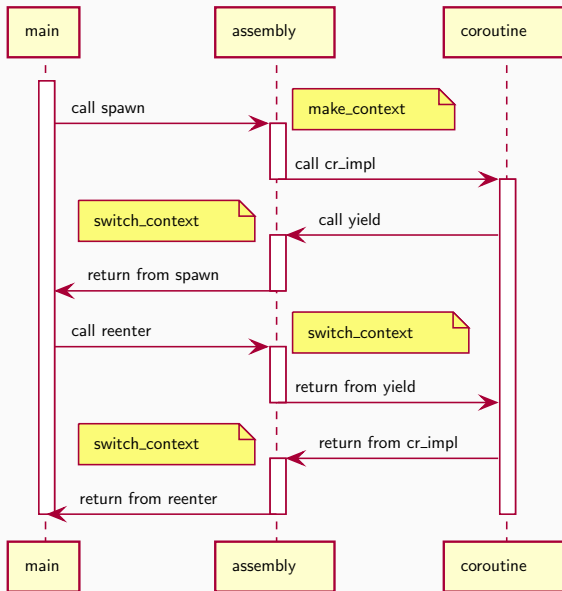 main
assembly
coroutine
call spawn
make_context
call cr_impl
switch_context
call yield
return from spawn
call reenter
switch_context
return from yield
switch_context
return from cr_impl
return from reenter
main
assembly
coroutine